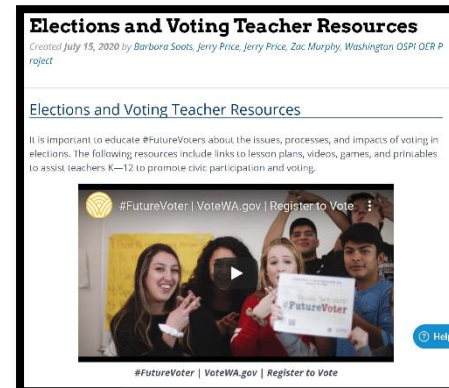 Elections and Voting Teacher Resources
Created July 15, 2020 by Barbara Soots, Jerry Price, Jerry Price, Zac Murphy, Washington OSPI OER P
roject
Elections and Voting Teacher Resources
It is important to educate #FutureVoters about the issues, processes, and impacts of voting in
elections. The following resources include links to lesson plans, videos, games, and printables
to assist teachers K—12 to promote civic participation and voting.
#FutureVoter | VoteWA.gov | Register to Vote
#FutureVoter
Help
#FutureVoter | VoteWA.gov | Register to Vote